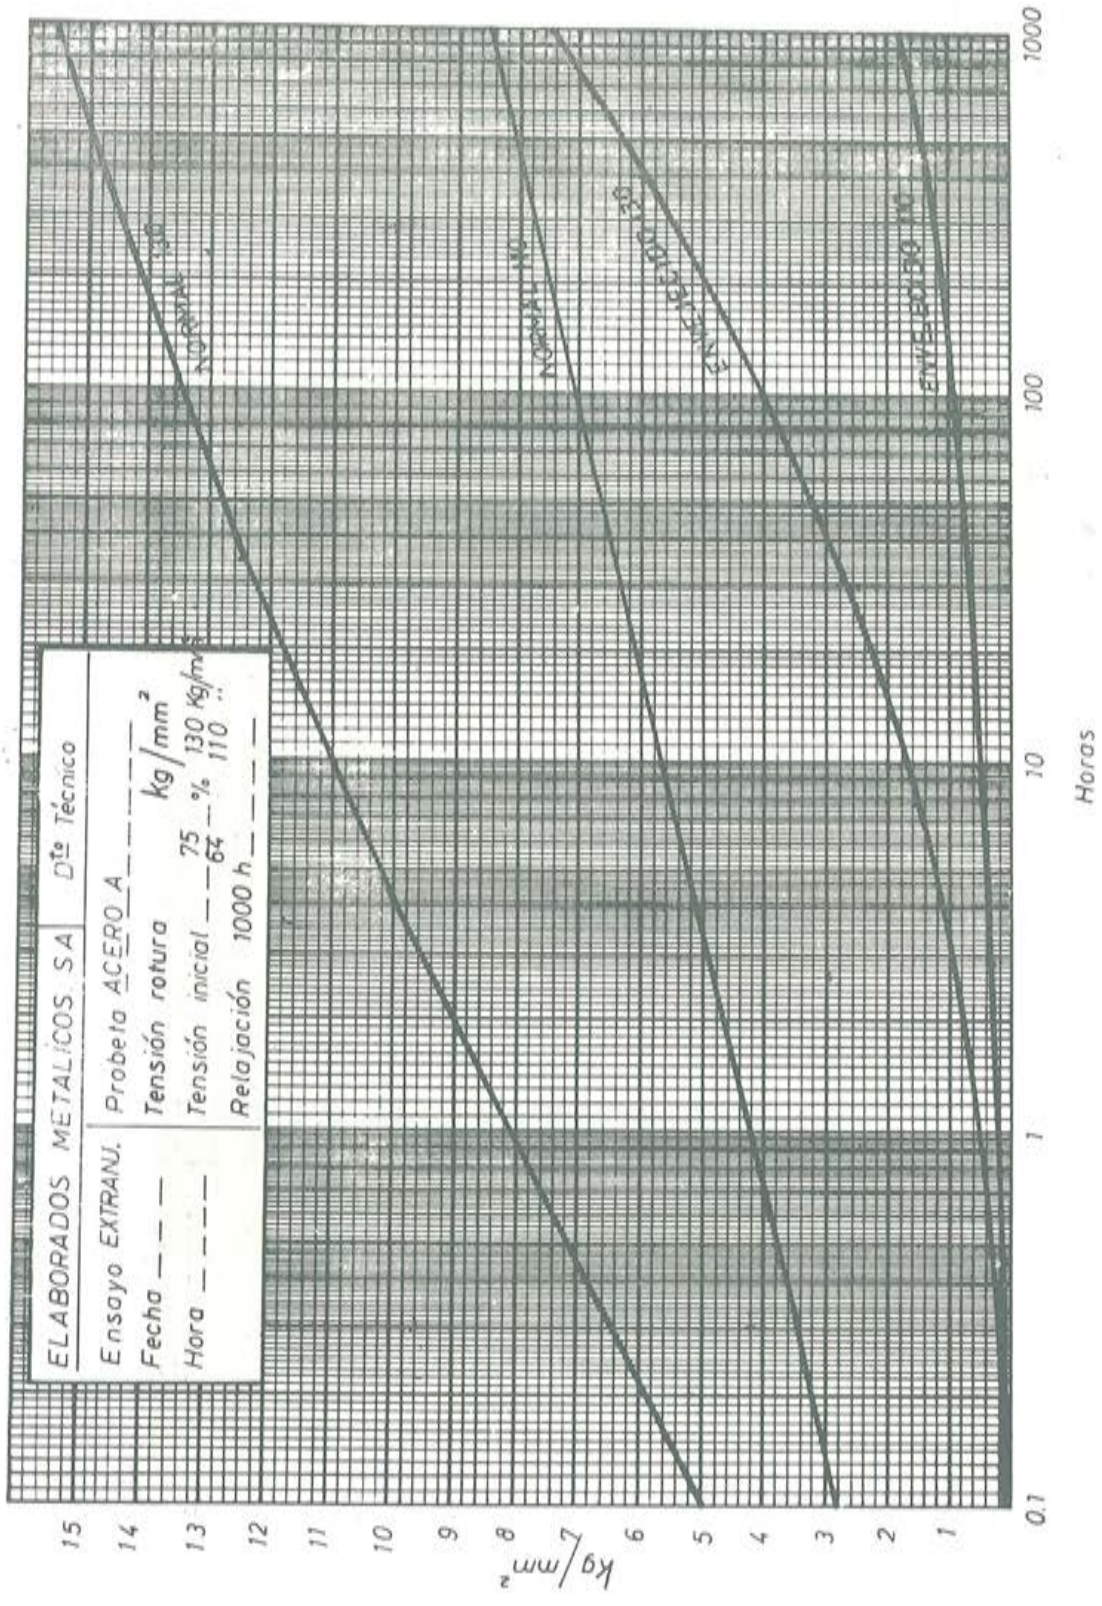 ELABORADOS METALICOS. S A
Dto Técnico
Ensayo EXTRANJ.
Probeta ACERO A
Fecha
Tensión rotura kg/mm²
Hora
Tensión inicial 75 % 130 Kg/mm²
64 110 "
Relajación 1000 h
NORMAL 130
NORMAL 110
ENVEJECIDO 130
ENVEJECIDO 110
15
14
13
12
11
10
9
8
7
6
5
4
3
2
1
kg/mm²
0.1
1
10
100
1000
Horas